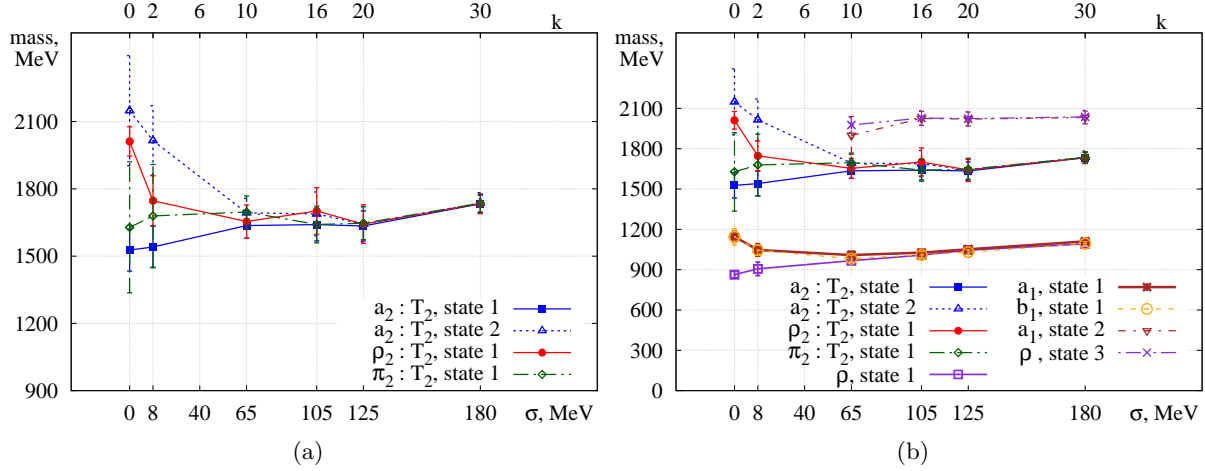 0 2 6 10 16 20 30 k
mass, MeV
2100
1800
1500
1200
900
a₂ : T₂, state 1
a₂ : T₂, state 2
ρ₂ : T₂, state 1
π₂ : T₂, state 1
0 8 40 65 105 125 180 σ, MeV
(a)
0 2 6 10 16 20 30 k
mass, MeV
2100
1800
1500
1200
900
600
300
0
a₂ : T₂, state 1
a₂ : T₂, state 2
ρ₂ : T₂, state 1
π₂ : T₂, state 1
ρ, state 1
a₁, state 1
b₁, state 1
a₁, state 2
ρ , state 3
0 8 40 65 105 125 180 σ, MeV
(b)